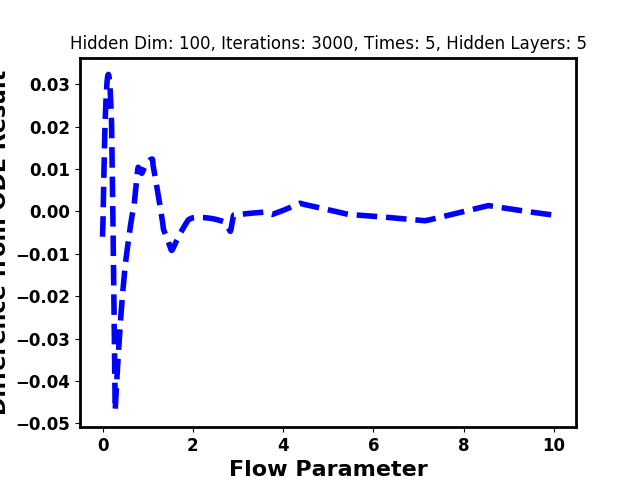 Hidden Dim: 100, Iterations: 3000, Times: 5, Hidden Layers: 5
Difference from ODE Result
0.03
0.02
0.01
0.00
−0.01
−0.02
−0.03
−0.04
−0.05
0 2 4 6 8 10
Flow Parameter